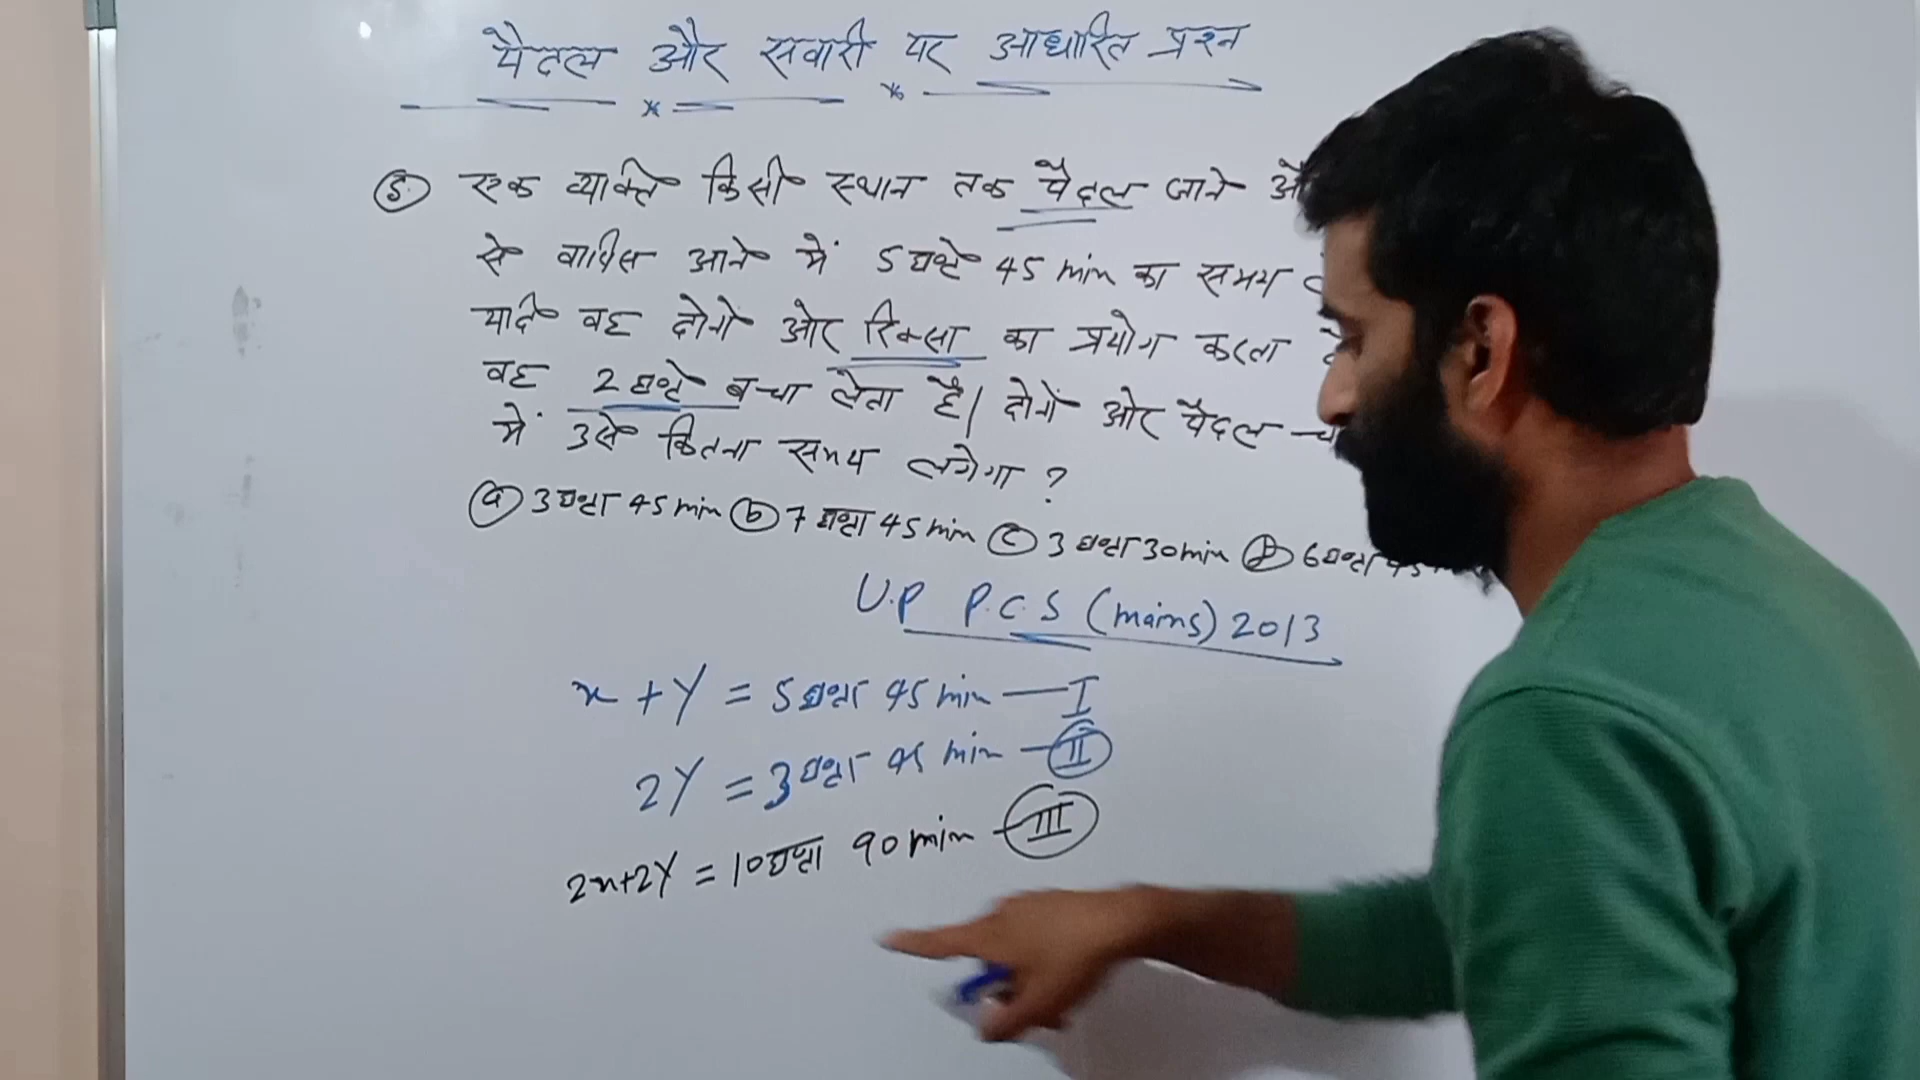 पैदल और सवारी पर आधारित प्रश्न
5. एक व्यक्ति किसी स्थान तक पैदल जाने
से वापिस आने में 5 घण्टे 45 min का समय
यदि वह दोनो ओर रिक्सा का प्रयोग करता
वह 2 घण्टे बचा लेता है। दोनों ओर पैदल
में उसे कितना समय लगेगा ?
(a) 3 घण्टा 45 min (b) 7 घण्टा 45 min (c) 3 घण्टा 30 min (d) 6 घण्टा 45
U.P P.C.S (mains) 2013
x + Y = 5 घण्टा 45 min — I
2Y = 3 घण्टा 45 min — II
2x+2Y = 10 घण्टा 90 min — III